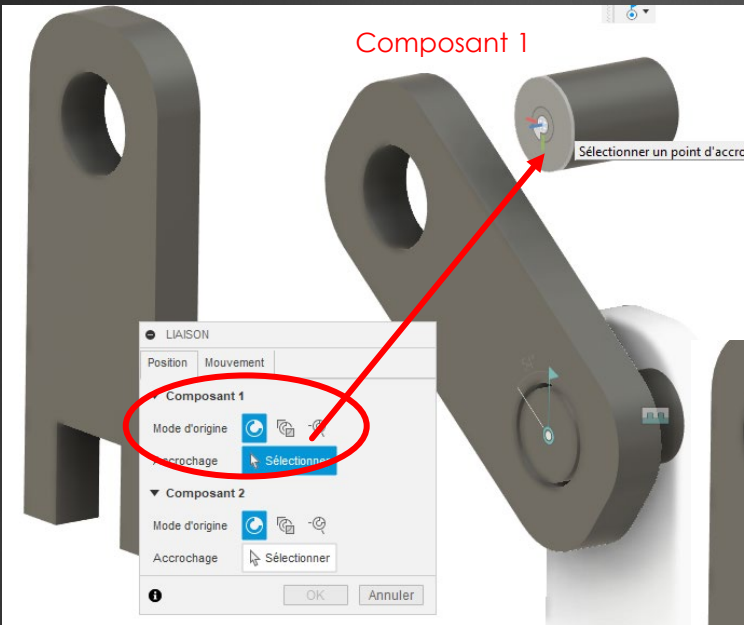 Composant 1
Sélectionner un point d'accro
LIAISON
Position Mouvement
▼ Composant 1
Mode d'origine
Accrochage Sélectionner
▼ Composant 2
Mode d'origine
Accrochage Sélectionner
OK Annuler